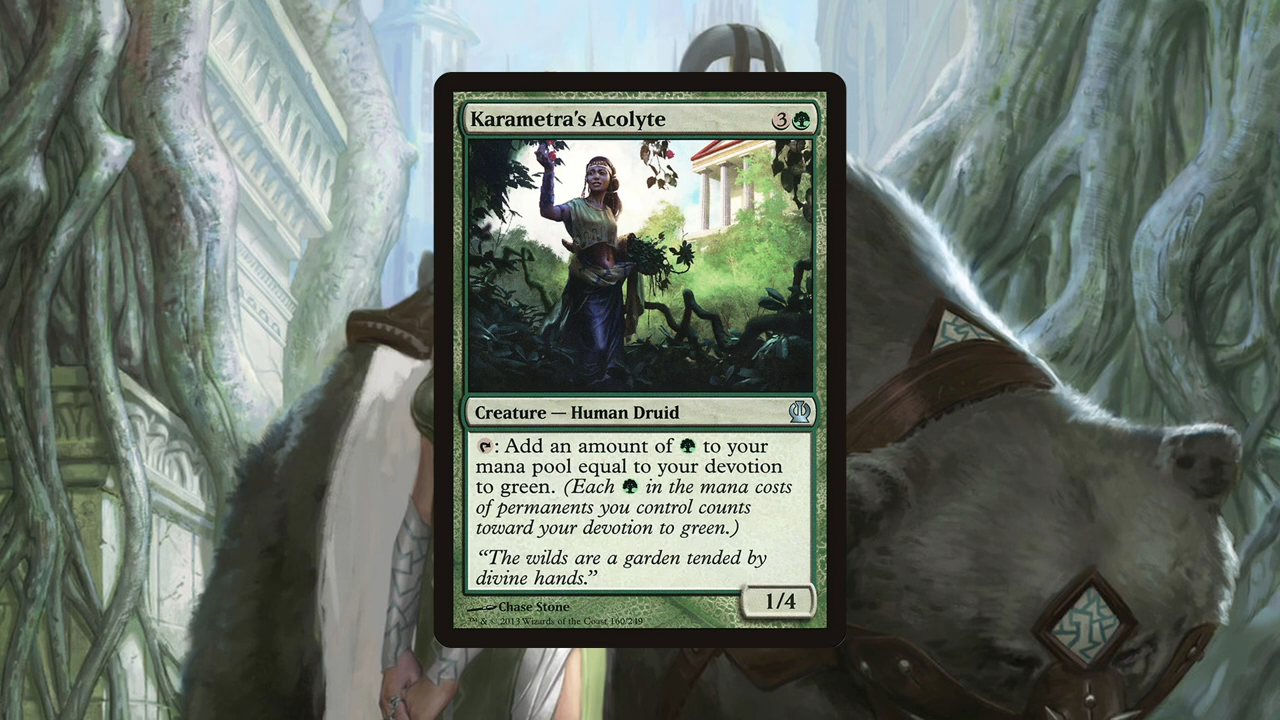 Karametra's Acolyte 3
Creature — Human Druid
: Add an amount of to your
mana pool equal to your devotion
to green. (Each in the mana costs
of permanents you control counts
toward your devotion to green.)
“The wilds are a garden tended by
divine hands.”
1/4
Chase Stone
™ & © 2013 Wizards of the Coast 160/249